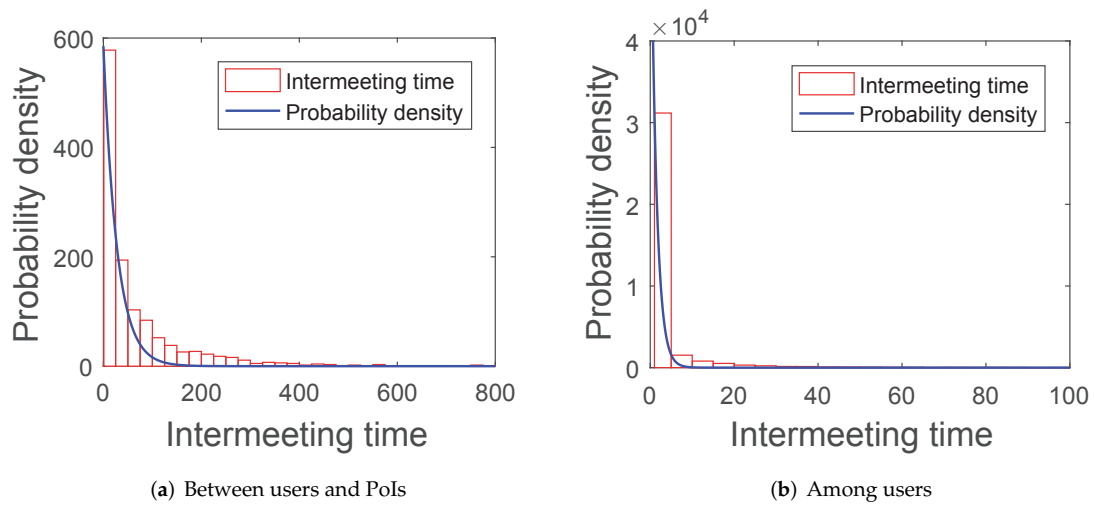 600
400
200
0
0
200
400
600
800
Probability density
Intermeeting time
Intermeeting time
Probability density
(a) Between users and PoIs
×10⁴
4
3
2
1
0
0
20
40
60
80
100
Probability density
Intermeeting time
Intermeeting time
Probability density
(b) Among users